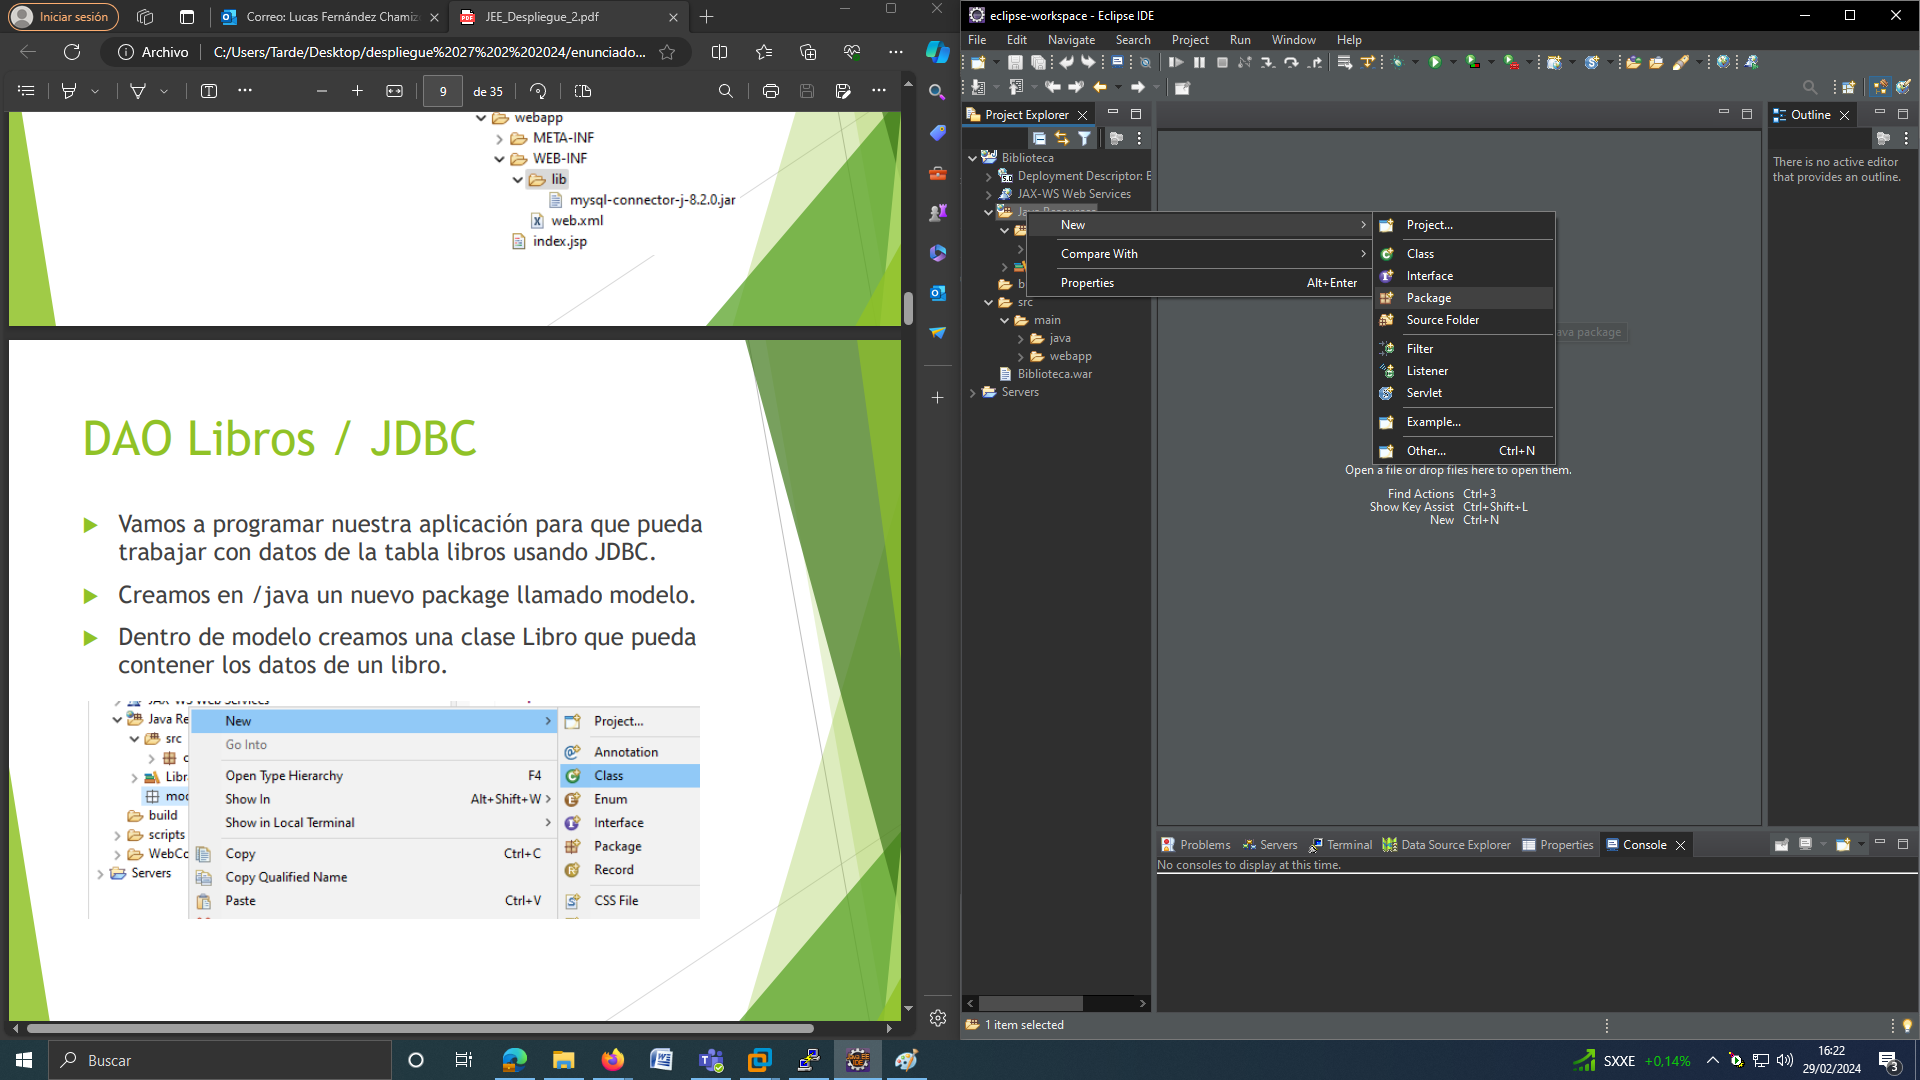 Iniciar sesión
Correo: Lucas Fernández Chamiz
JEE_Despliegue_2.pdf
Archivo
C:/Users/Tarde/Desktop/despliegue%2027%202%202024/enunciado...
9
de 35
webapp
META-INF
WEB-INF
lib
mysql-connector-j-8.2.0.jar
web.xml
index.jsp
DAO Libros / JDBC
Vamos a programar nuestra aplicación para que pueda
trabajar con datos de la tabla libros usando JDBC.
Creamos en /java un nuevo package llamado modelo.
Dentro de modelo creamos una clase Libro que pueda
contener los datos de un libro.
JAX-WS Web Services
Java Re
src
c
Libr
mod
build
scripts
WebCo
Servers
New
Go Into
Open Type Hierarchy F4
Show In Alt+Shift+W
Show in Local Terminal
Copy Ctrl+C
Copy Qualified Name
Paste Ctrl+V
Project...
Annotation
Class
Enum
Interface
Package
Record
CSS File
eclipse-workspace - Eclipse IDE
File Edit Navigate Search Project Run Window Help
Project Explorer
Biblioteca
Deployment Descriptor: B
JAX-WS Web Services
Java Resources
b
src
main
java
webapp
Biblioteca.war
Servers
New
Compare With
Properties Alt+Enter
Project...
Class
Interface
Package
Source Folder
Filter
Listener
Servlet
Example...
Other... Ctrl+N
ava package
Open a file or drop files here to open them.
Find Actions Ctrl+3
Show Key Assist Ctrl+Shift+L
New Ctrl+N
Outline
There is no active editor
that provides an outline.
Problems Servers Terminal Data Source Explorer Properties Console
No consoles to display at this time.
1 item selected
Buscar
SXXE +0,14%
16:22
29/02/2024
3